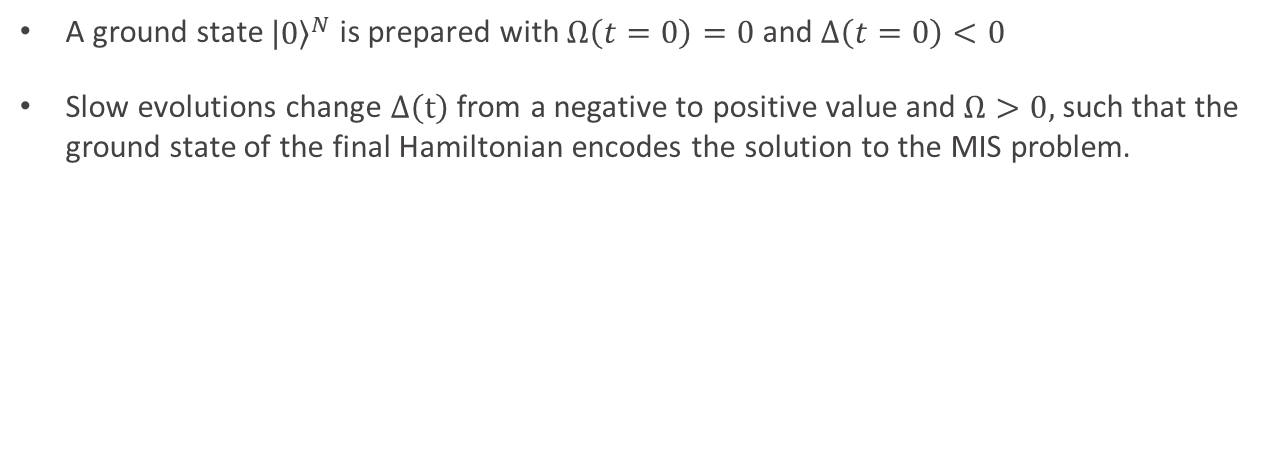 • A ground state |0⟩ᴺ is prepared with Ω(t = 0) = 0 and Δ(t = 0) < 0
• Slow evolutions change Δ(t) from a negative to positive value and Ω > 0, such that the
ground state of the final Hamiltonian encodes the solution to the MIS problem.